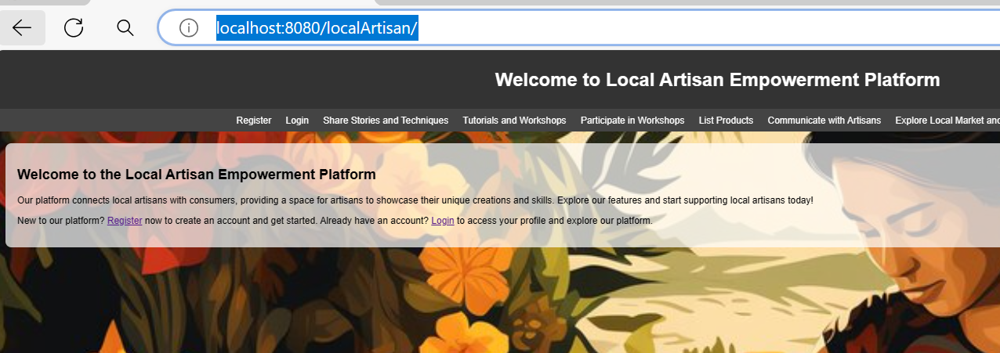 localhost:8080/localArtisan/
Welcome to Local Artisan Empowerment Platform
Register Login Share Stories and Techniques Tutorials and Workshops Participate in Workshops List Products Communicate with Artisans Explore Local Market and
Welcome to the Local Artisan Empowerment Platform
Our platform connects local artisans with consumers, providing a space for artisans to showcase their unique creations and skills. Explore our features and start supporting local artisans today!
New to our platform? Register now to create an account and get started. Already have an account? Login to access your profile and explore our platform.